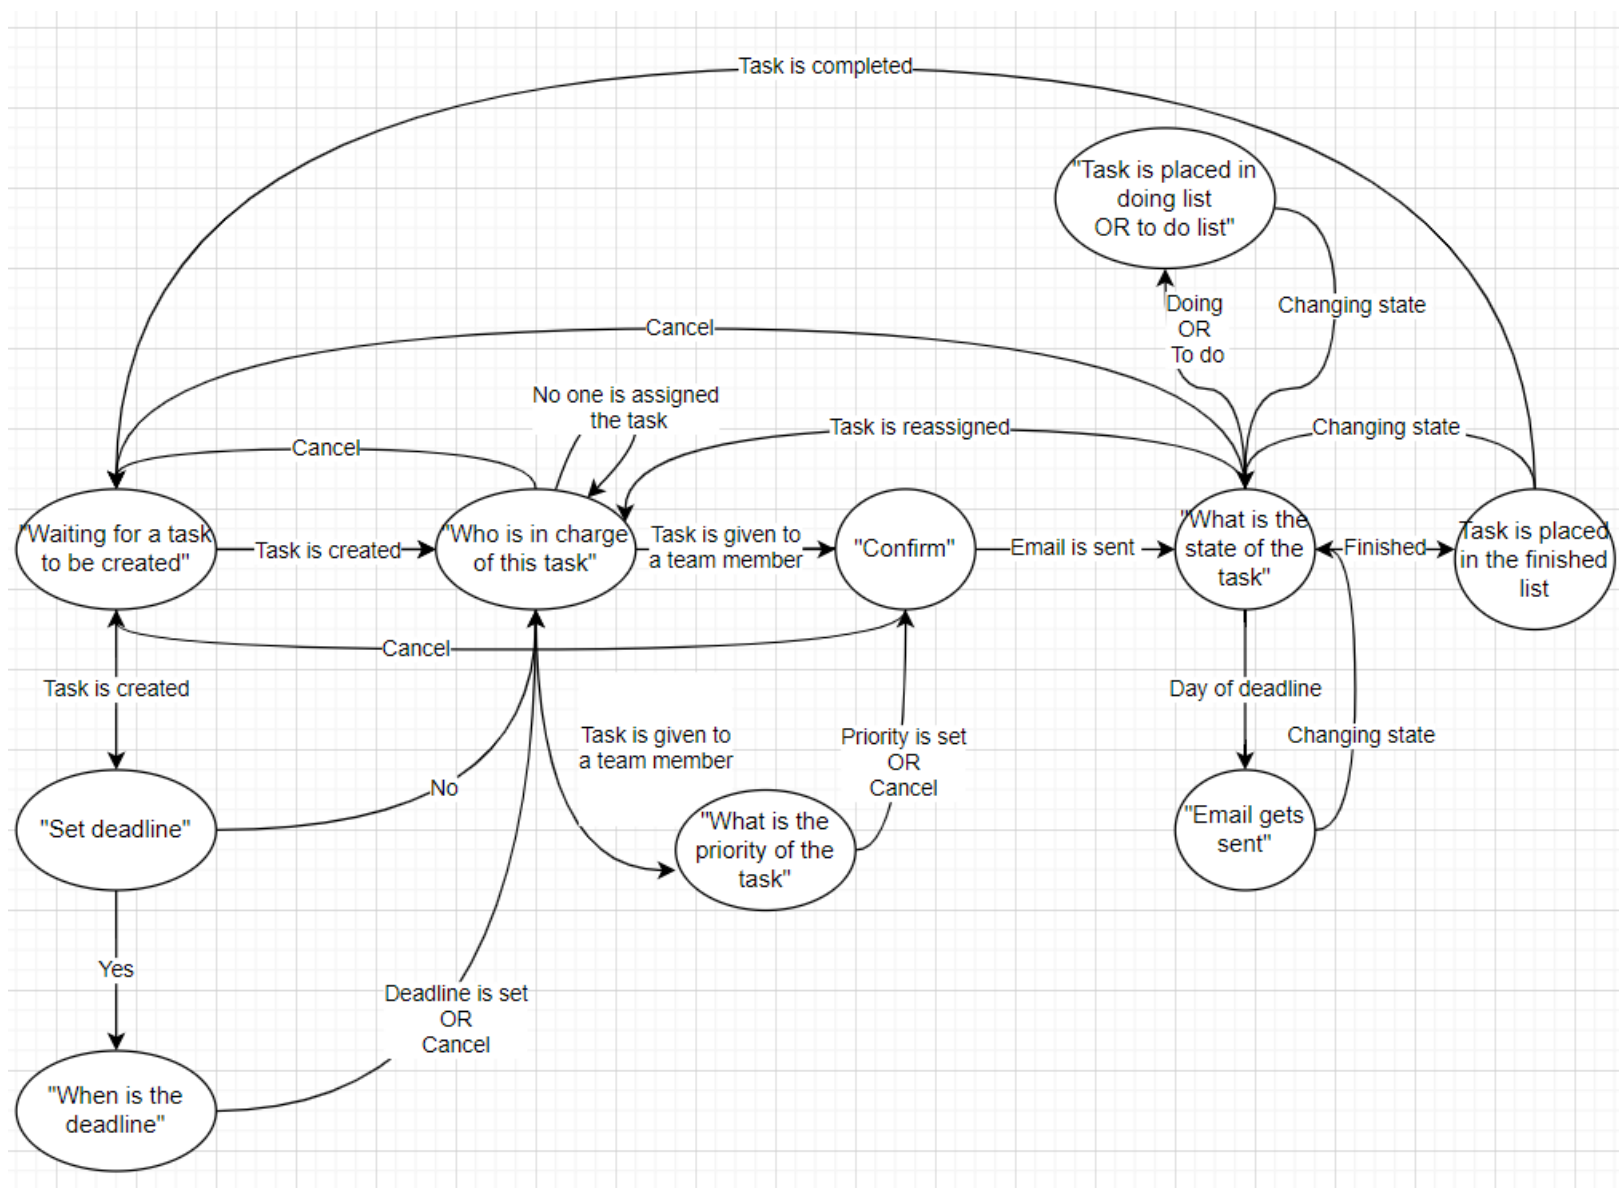 Task is completed
"Task is placed in
doing list
OR to do list"
Doing
OR
To do
Changing state
Cancel
No one is assigned
the task
Task is reassigned
Changing state
Cancel
"Waiting for a task
to be created"
Task is created
"Who is in charge
of this task"
Task is given to
a team member
"Confirm"
Email is sent
"What is the
state of the
task"
Finished
Task is placed
in the finished
list
Cancel
Task is created
Day of deadline
Task is given to
a team member
Priority is set
OR
Cancel
Changing state
No
"Set deadline"
"What is the
priority of the
task"
"Email gets
sent"
Yes
Deadline is set
OR
Cancel
"When is the
deadline"